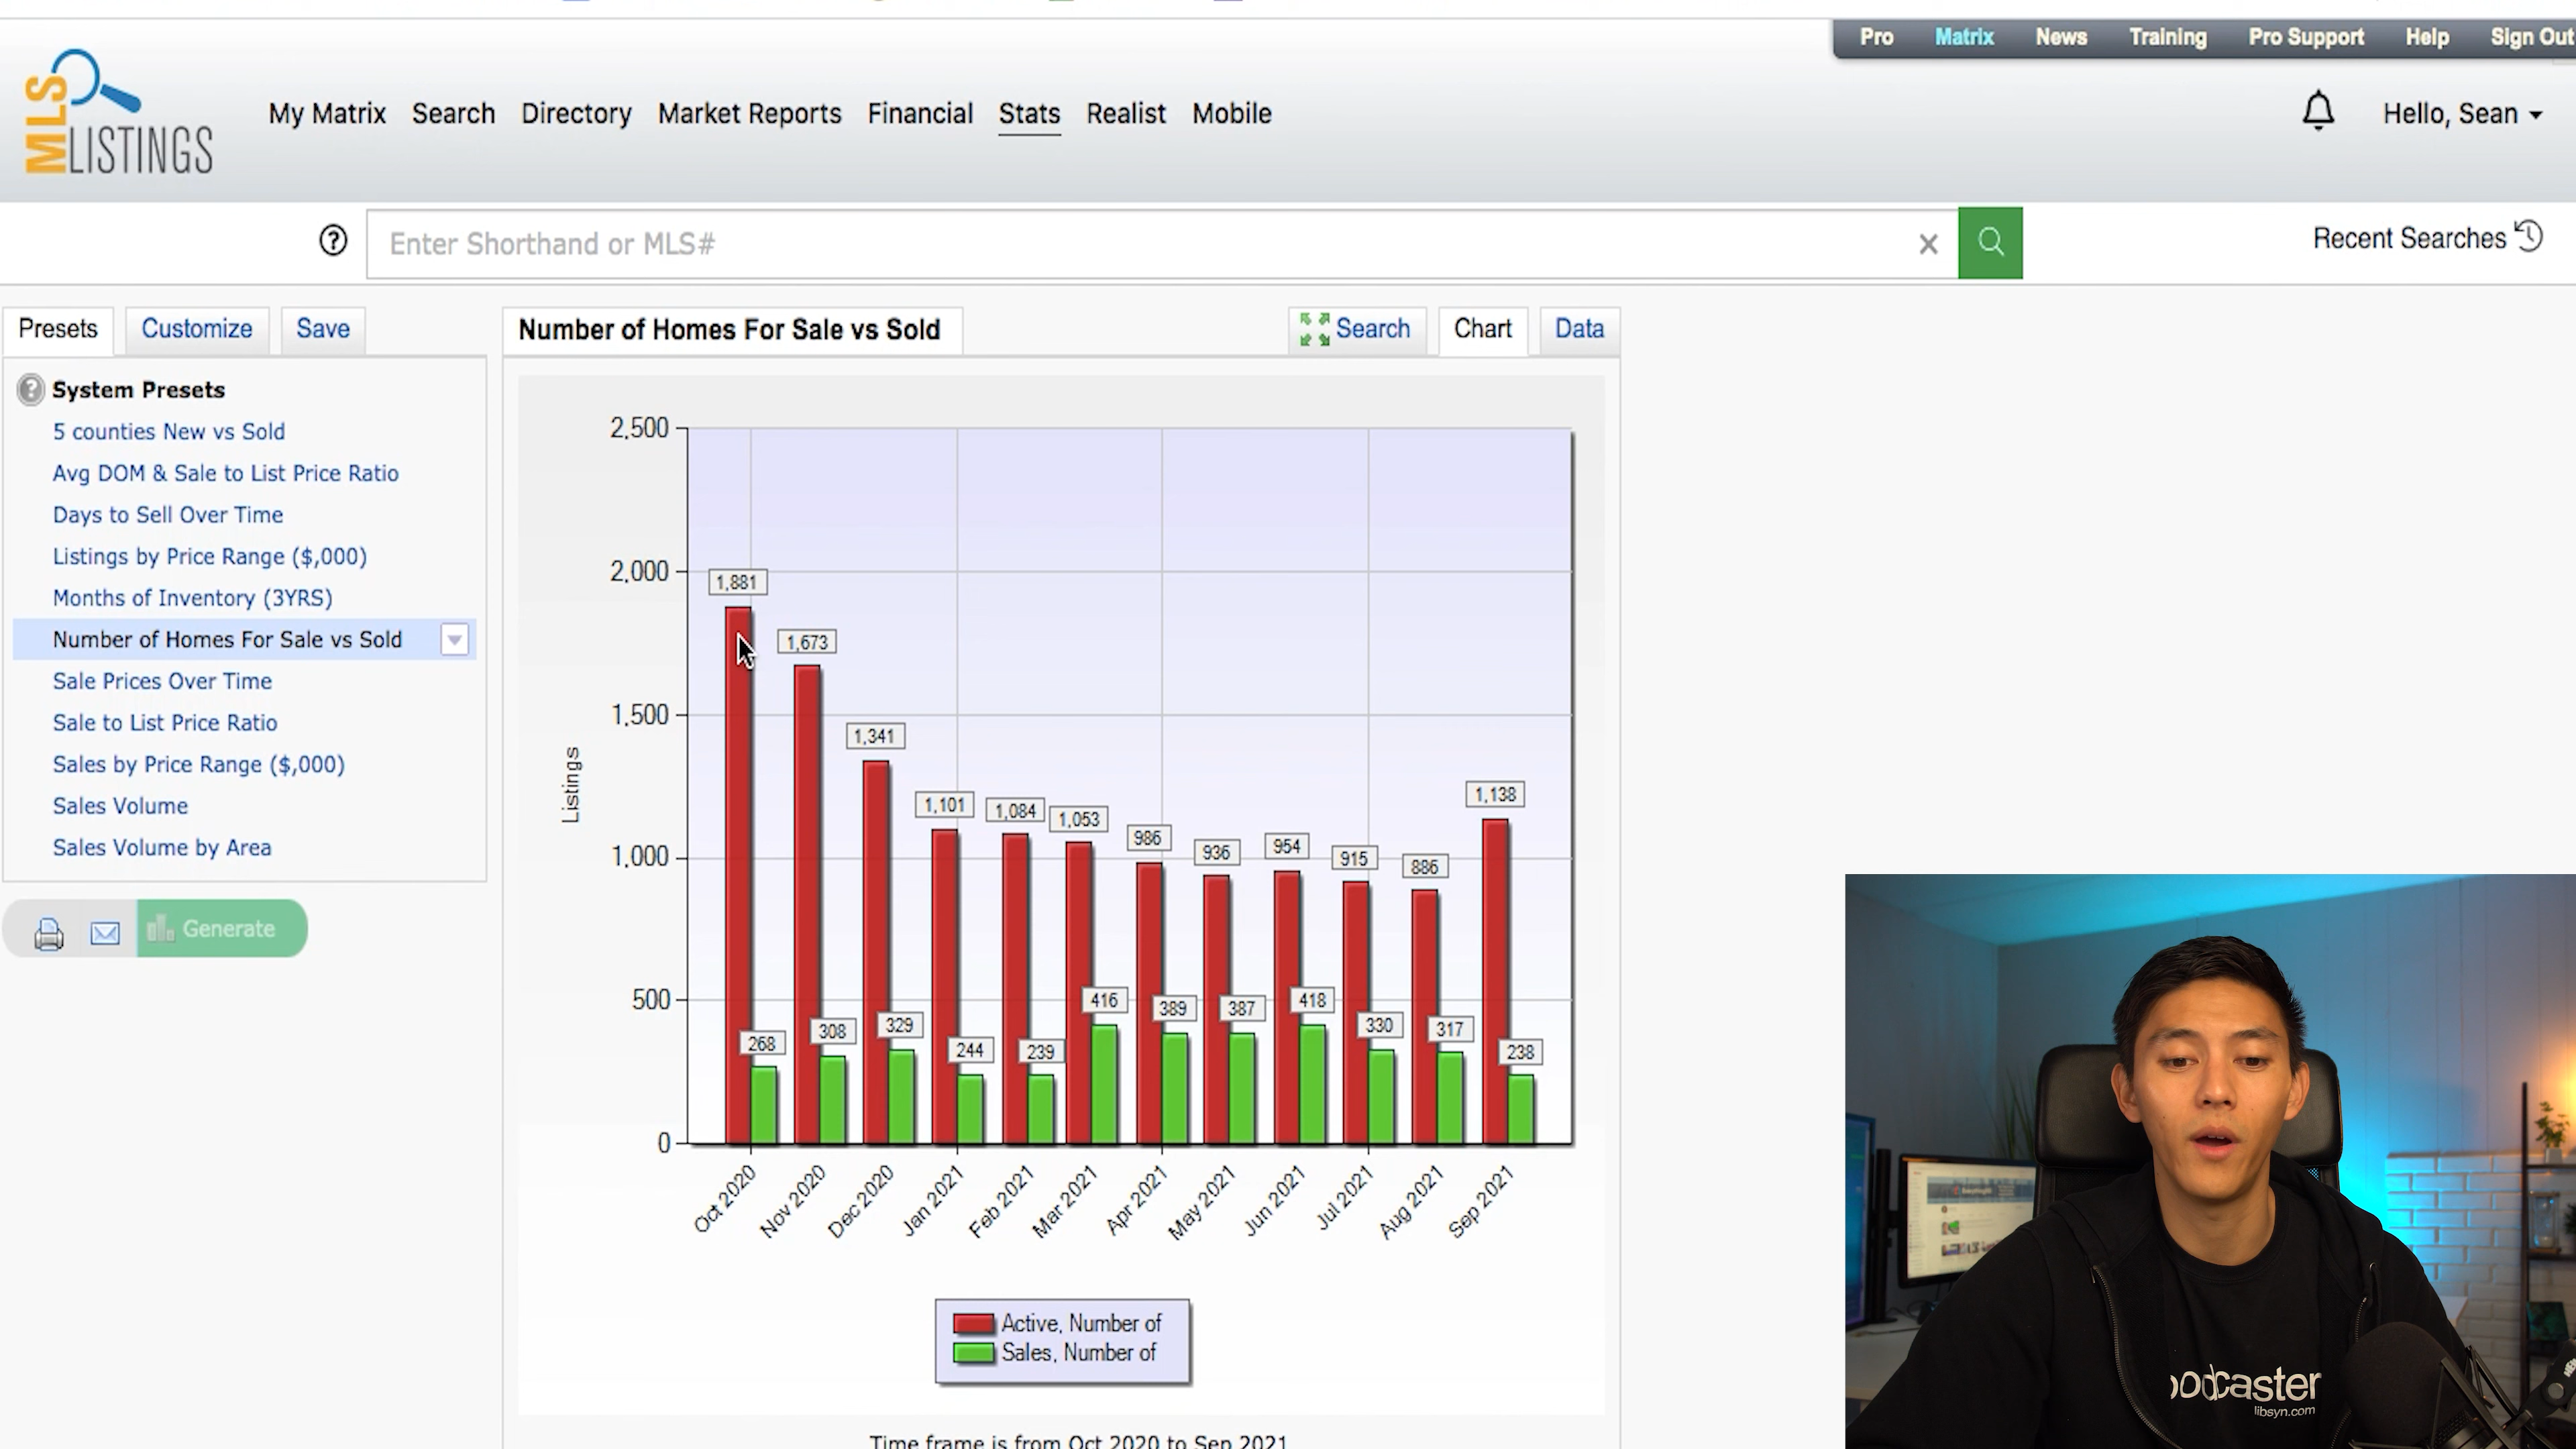 Pro Matrix News Training Pro Support Help Sign Out
MLS LISTINGS
My Matrix Search Directory Market Reports Financial Stats Realist Mobile
Hello, Sean
Enter Shorthand or MLS#
Recent Searches
Presets Customize Save
Number of Homes For Sale vs Sold
Search Chart Data
System Presets
5 counties New vs Sold
Avg DOM & Sale to List Price Ratio
Days to Sell Over Time
Listings by Price Range ($,000)
Months of Inventory (3YRS)
Number of Homes For Sale vs Sold
Sale Prices Over Time
Sale to List Price Ratio
Sales by Price Range ($,000)
Sales Volume
Sales Volume by Area
Generate
Listings
2,500
2,000
1,500
1,000
500
0
1,881
1,673
1,341
1,101
1,084
1,053
986
936
954
915
886
1,138
268
308
329
244
239
416
389
387
418
330
317
238
Oct 2020
Nov 2020
Dec 2020
Jan 2021
Feb 2021
Mar 2021
Apr 2021
May 2021
Jun 2021
Jul 2021
Aug 2021
Sep 2021
Active, Number of
Sales, Number of
Time frame is from Oct 2020 to Sep 2021
podcaster
libsyn.com